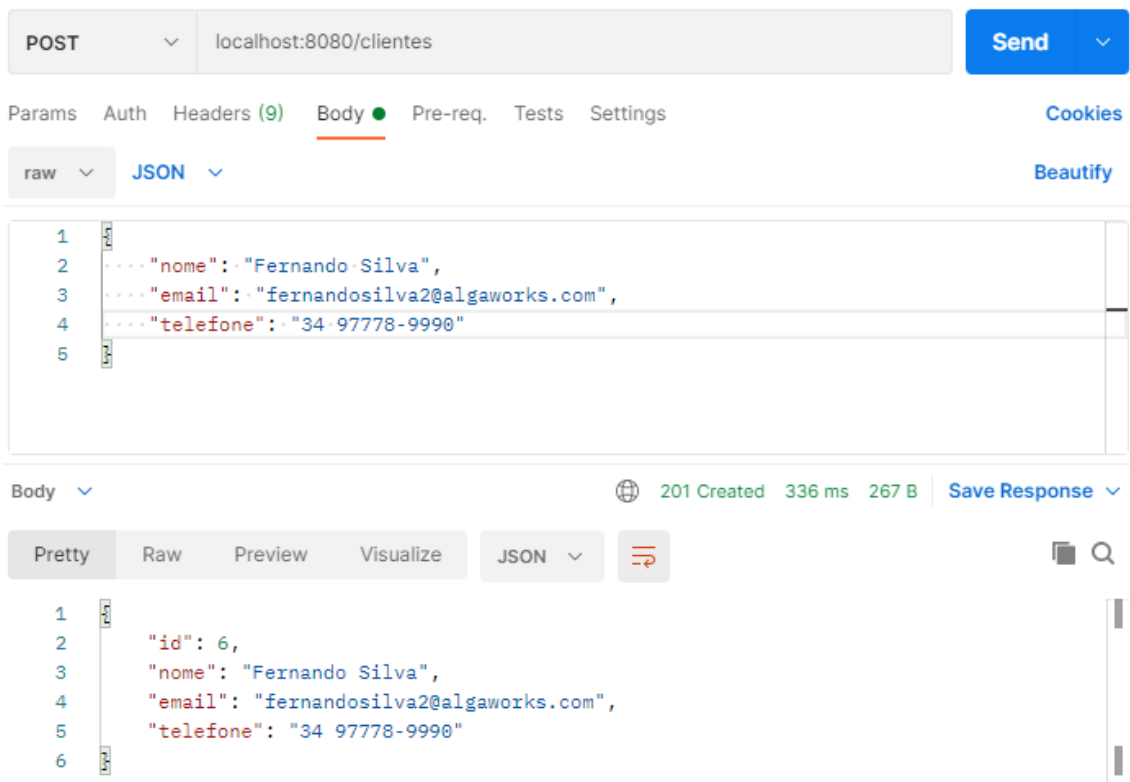 POST localhost:8080/clientes Send
Params Auth Headers (9) Body Pre-req. Tests Settings Cookies
raw JSON Beautify
1 {
2 "nome": "Fernando Silva",
3 "email": "fernandosilva2@algaworks.com",
4 "telefone": "34 97778-9990"
5 }
Body 201 Created 336 ms 267 B Save Response
Pretty Raw Preview Visualize JSON
1 {
2 "id": 6,
3 "nome": "Fernando Silva",
4 "email": "fernandosilva2@algaworks.com",
5 "telefone": "34 97778-9990"
6 }